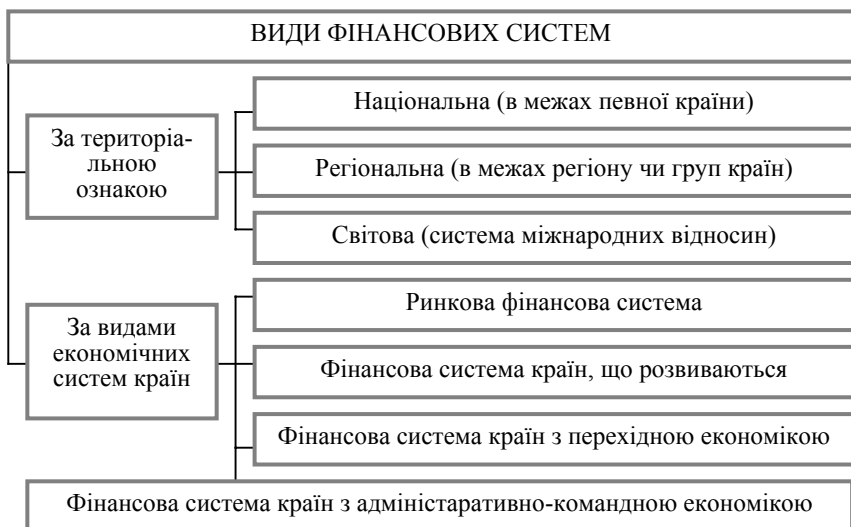 ВИДИ ФІНАНСОВИХ СИСТЕМ
За територіа-
льною
ознакою
Національна (в межах певної країни)
Регіональна (в межах регіону чи груп країн)
Світова (система міжнародних відносин)
За видами
економічних
систем країн
Ринкова фінансова система
Фінансова система країн, що розвиваються
Фінансова система країн з перехідною економікою
Фінансова система країн з адміністаративно-командною економікою